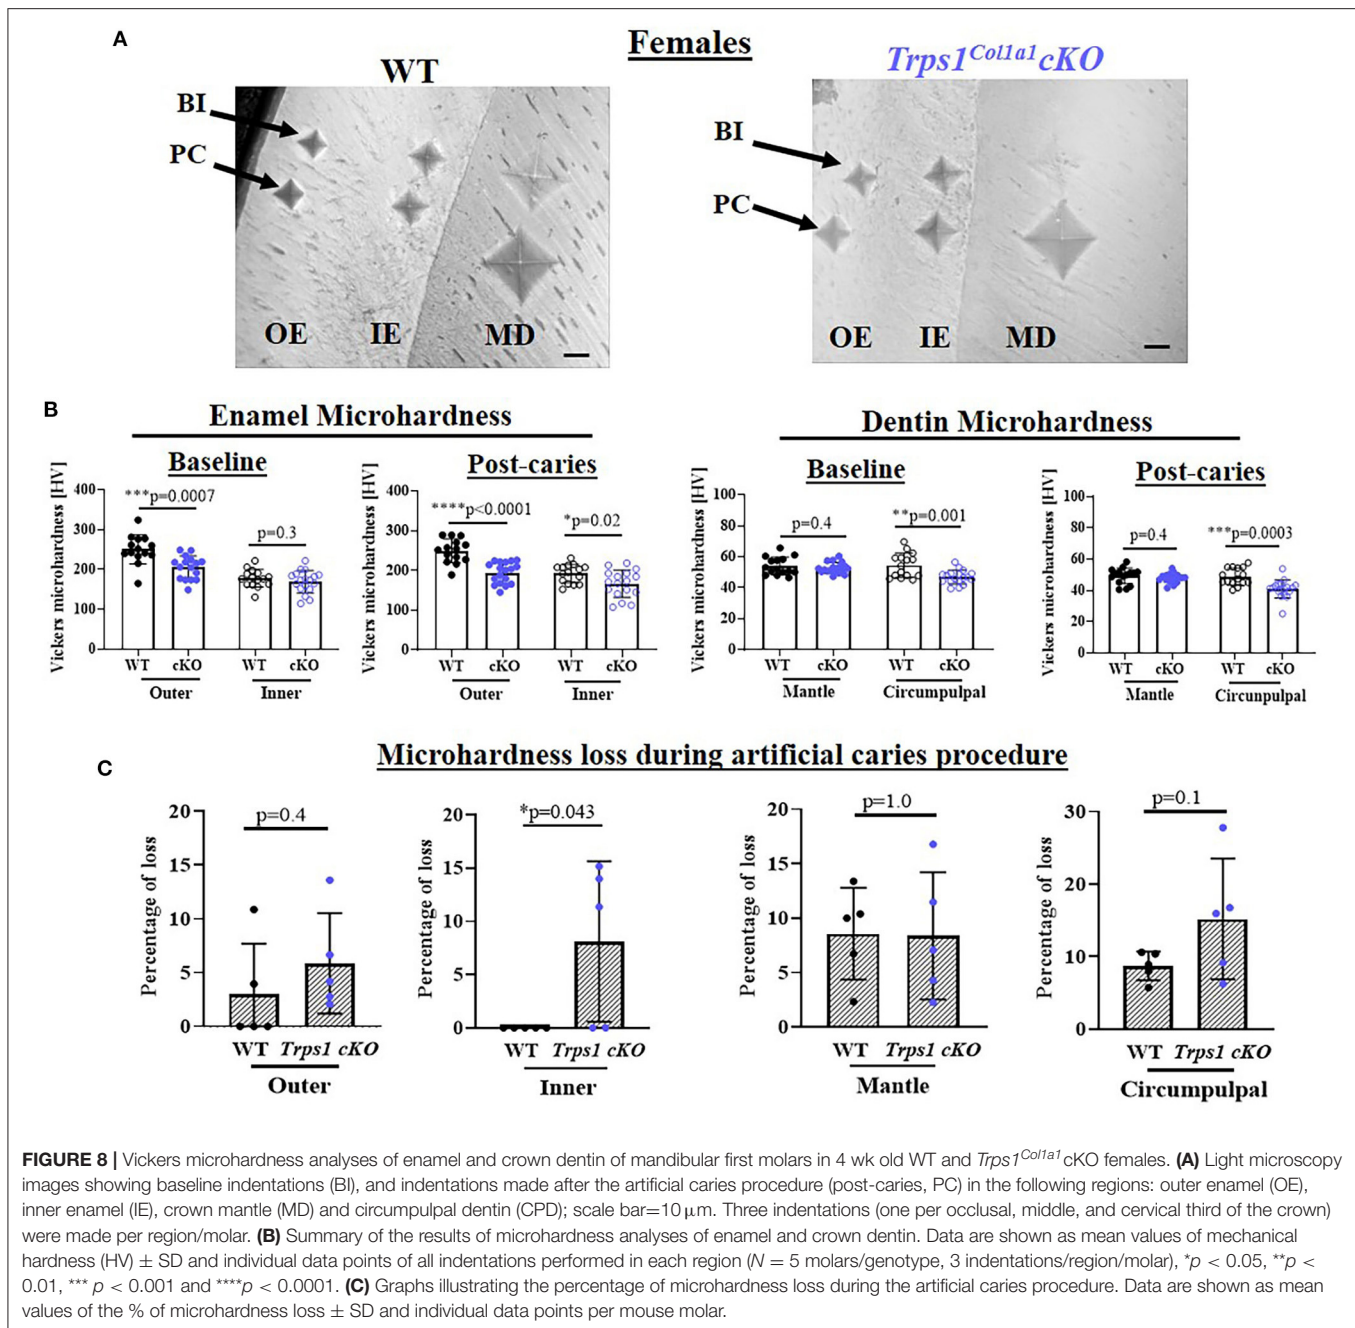 A
Females
WT
Trps1Col1a1 cKO
BI
PC
OE IE MD
BI
PC
OE IE MD
B
Enamel Microhardness
Dentin Microhardness
Baseline
Vickers microhardness [HV]
400
300
200
100
0
***p=0.0007
p=0.3
WT cKO WT cKO
Outer Inner
Post-caries
Vickers microhardness [HV]
400
300
200
100
0
****p<0.0001
*p=0.02
WT cKO WT cKO
Outer Inner
Baseline
Vickers microhardness [HV]
100
80
60
40
20
0
p=0.4
**p=0.001
WT cKO WT cKO
Mantle Circumpulpal
Post-caries
Vickers microhardness [HV]
100
80
60
40
20
0
p=0.4
***p=0.0003
WT cKO WT cKO
Mantle Circunpulpal
C
Microhardness loss during artificial caries procedure
Percentage of loss
20
15
10
5
0
p=0.4
WT Trps1 cKO
Outer
Percentage of loss
20
15
10
5
0
*p=0.043
WT Trps1 cKO
Inner
Percentage of loss
20
15
10
5
0
p=1.0
WT Trps1 cKO
Mantle
Percentage of loss
30
20
10
0
p=0.1
WT Trps1 cKO
Circumpulpal
FIGURE 8 | Vickers microhardness analyses of enamel and crown dentin of mandibular first molars in 4 wk old WT and Trps1Col1a1 cKO females. (A) Light microscopy
images showing baseline indentations (BI), and indentations made after the artificial caries procedure (post-caries, PC) in the following regions: outer enamel (OE),
inner enamel (IE), crown mantle (MD) and circumpulpal dentin (CPD); scale bar=10 μm. Three indentations (one per occlusal, middle, and cervical third of the crown)
were made per region/molar. (B) Summary of the results of microhardness analyses of enamel and crown dentin. Data are shown as mean values of mechanical
hardness (HV) ± SD and individual data points of all indentations performed in each region (N = 5 molars/genotype, 3 indentations/region/molar), *p < 0.05, **p <
0.01, *** p < 0.001 and ****p < 0.0001. (C) Graphs illustrating the percentage of microhardness loss during the artificial caries procedure. Data are shown as mean
values of the % of microhardness loss ± SD and individual data points per mouse molar.